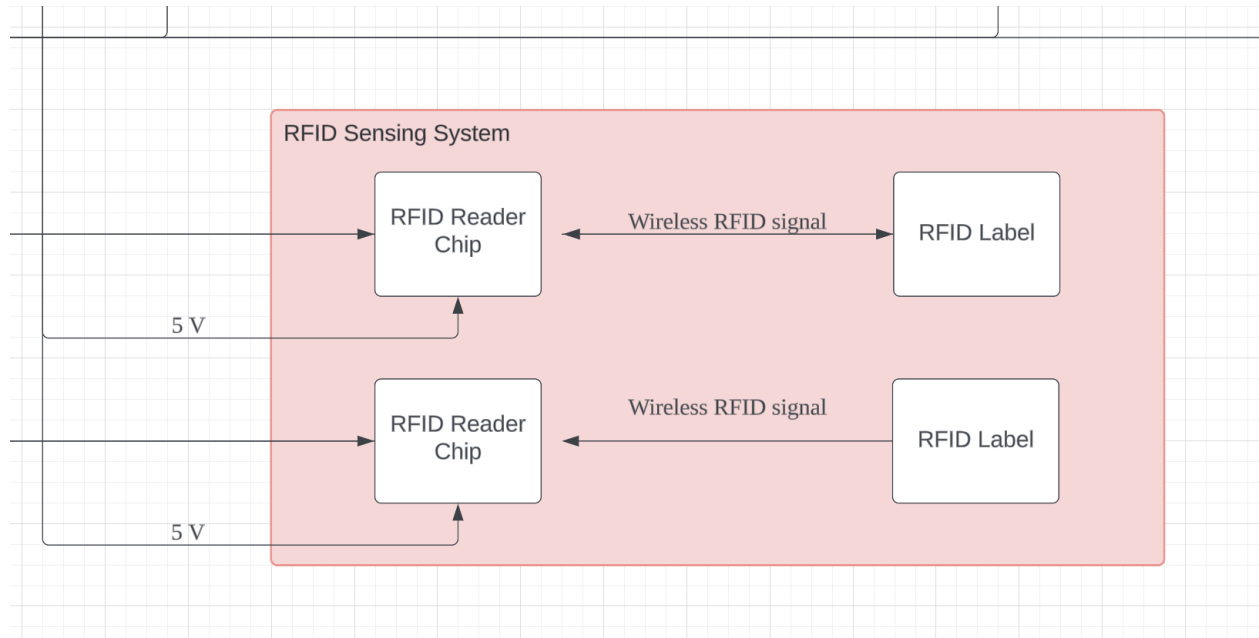 RFID Sensing System
RFID Reader
Chip
Wireless RFID signal
RFID Label
5 V
RFID Reader
Chip
Wireless RFID signal
RFID Label
5 V